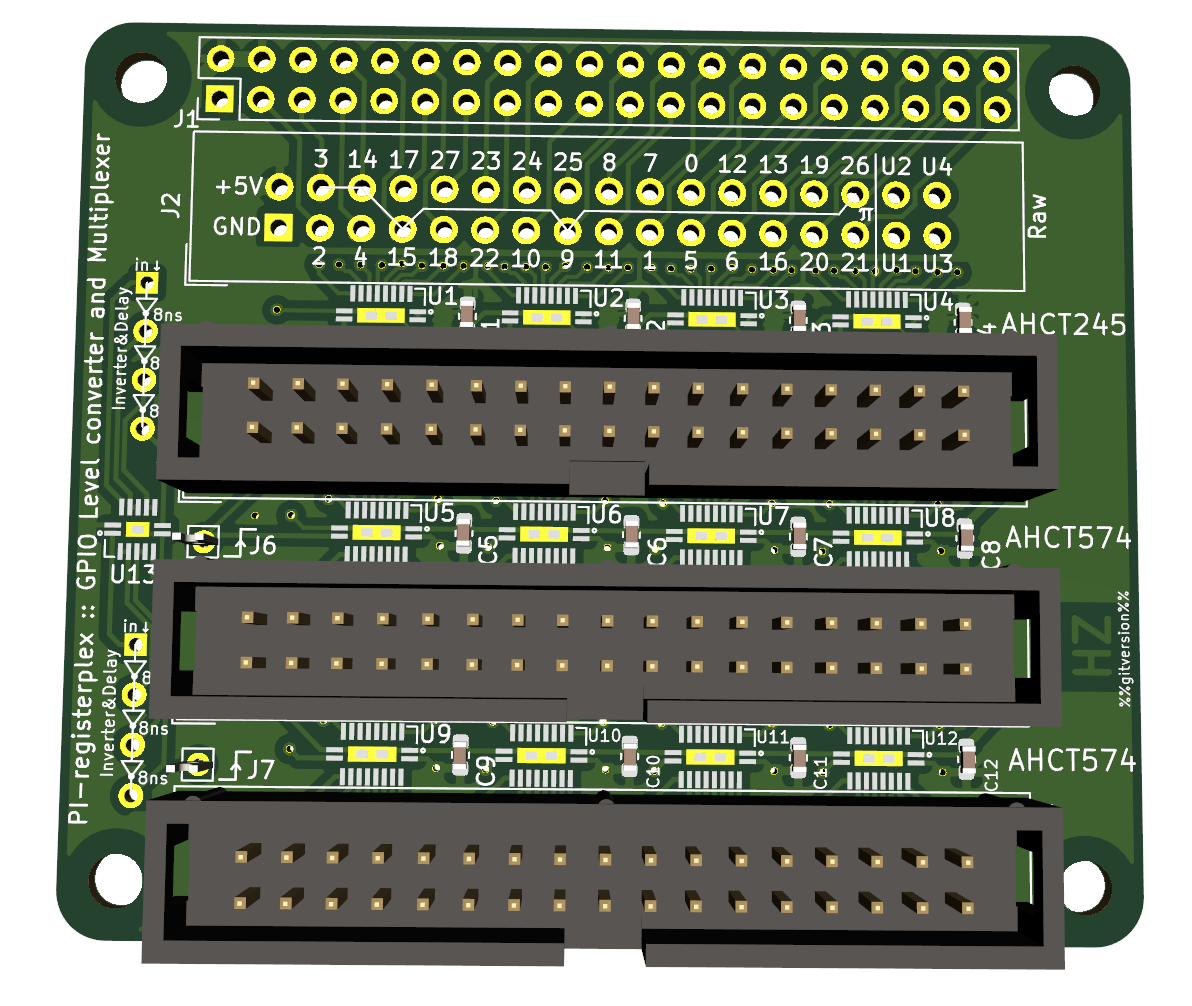 J1
3 14 17 27 23 24 25 8 7 0 12 13 19 26 U2 U4
+5V
π
J2
GND
2 4 15 18 22 10 9 11 1 5 6 16 20 21 U1 U3
Raw
PI-registerplex :: GPIO Level converter and Multiplexer
in↓
8ns
8
8
Inverter&Delay
U1 U2 U3 U4
1 2 3 4
AHCT245
U5 U6 U7 U8
C5 C6 C7 C8
AHCT574
J6
U13
in↓
8
8ns
8ns
Inverter&Delay
HZ
%%gitversion%%
U9 U10 U11 U12
C9 C10 C11 C12
AHCT574
J7